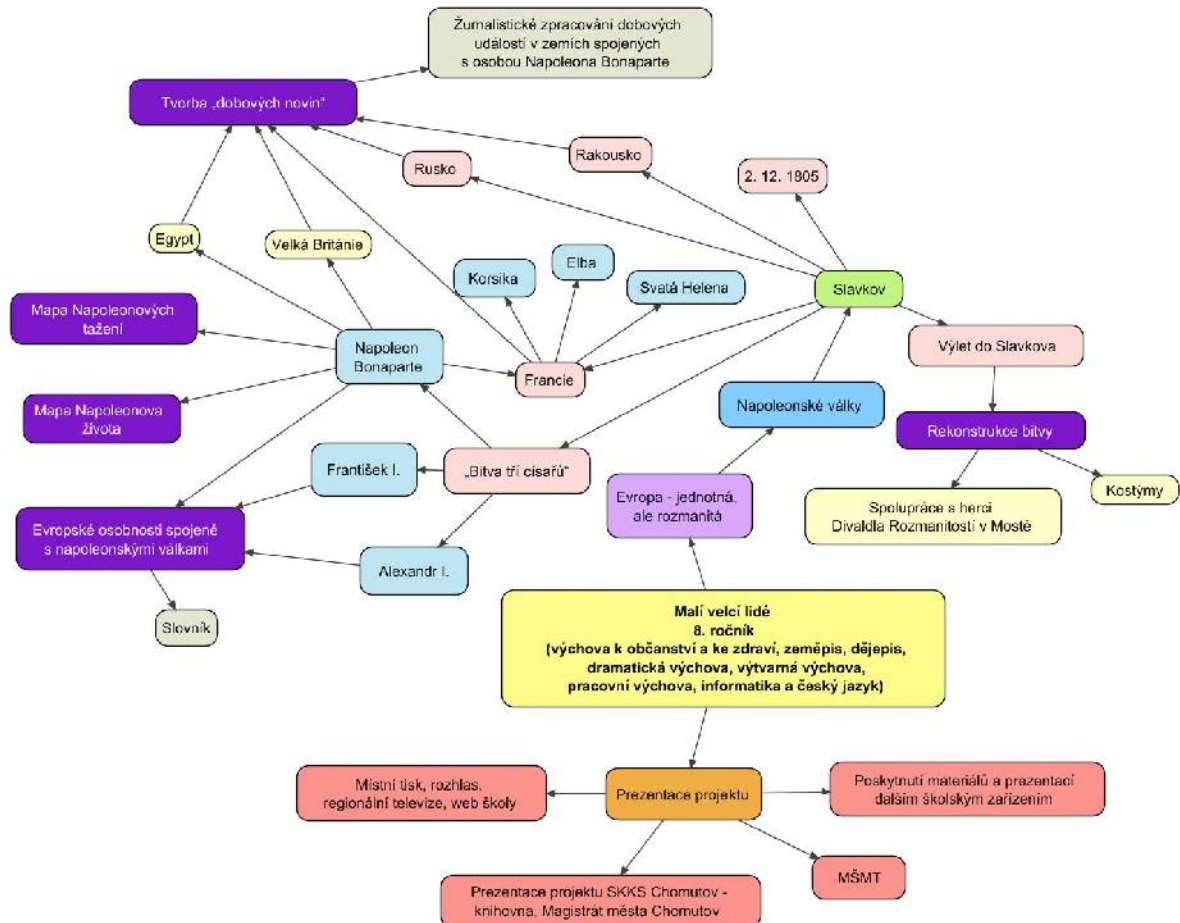 Žurnalistické zpracování dobových
událostí v zemích spojených
s osobou Napoleona Bonaparte
Tvorba „dobových novin“
Rusko
Rakousko
2. 12. 1805
Egypt
Velká Británie
Korsika
Elba
Svatá Helena
Slavkov
Mapa Napoleonových
tažení
Napoleon
Bonaparte
Francie
Výlet do Slavkova
Mapa Napoleonova
života
Napoleonské války
Rekonstrukce bitvy
František I.
„Bitva tří císařů“
Evropa - jednotná,
ale rozmanitá
Spolupráce s herci
Divaldla Rozmanitostí v Mostě
Kostýmy
Evropské osobnosti spojené
s napoleonskými válkami
Alexandr I.
Slovník
Malí velcí lidé
8. ročník
(výchova k občanství a ke zdraví, zeměpis, dějepis,
dramatická výchova, výtvarná výchova,
pracovní výchova, informatika a český jazyk)
Místní tisk, rozhlas,
regionální televize, web školy
Prezentace projektu
Poskytnutí materiálů a prezentací
dalším školským zařízením
Prezentace projektu SKKS Chomutov -
knihovna, Magistrát města Chomutov
MŠMT